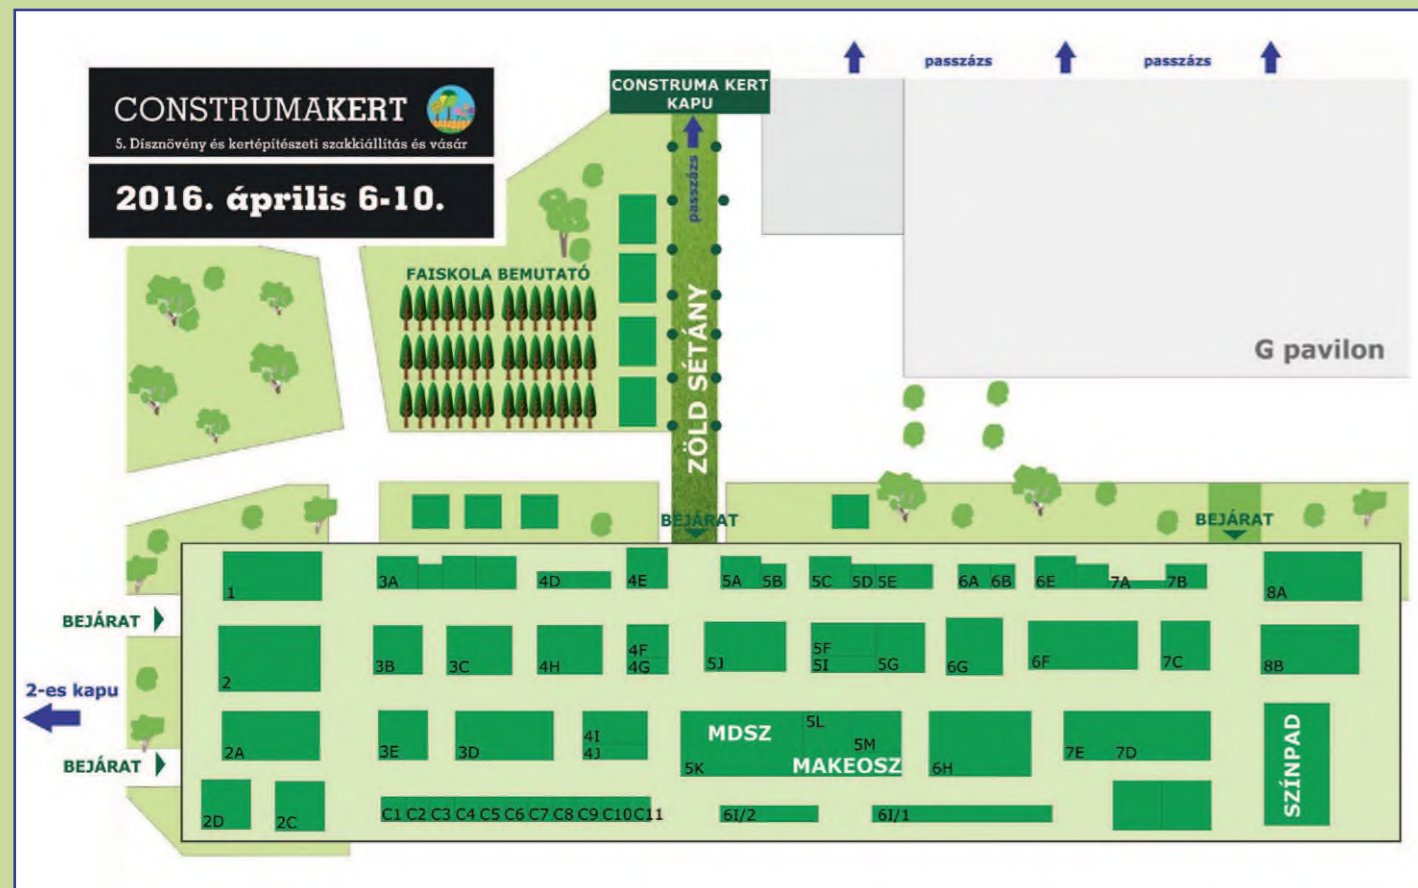 CONSTRUMAKERT
5. Dísznövény és kertépítészeti szakkiállítás és vásár
2016. április 6-10.
CONSTRUMA KERT
KAPU
passzázs
passzázs
passzázs
FAISKOLA BEMUTATÓ
ZÖLD SÉTÁNY
G pavilon
BEJÁRAT
BEJÁRAT
1
3A
4D
4E
5A
5B
5C
5D
5E
6A
6B
6E
7A
7B
8A
BEJÁRAT
2
3B
3C
4H
4F
4G
5J
5F
5I
5G
6G
6F
7C
8B
2-es kapu
2A
3E
3D
4I
4J
MDSZ
5K
5L
5M
MAKEOSZ
6H
7E
7D
SZÍNPAD
BEJÁRAT
2D
2C
C1 C2 C3 C4 C5 C6 C7 C8 C9 C10 C11
6I/2
6I/1